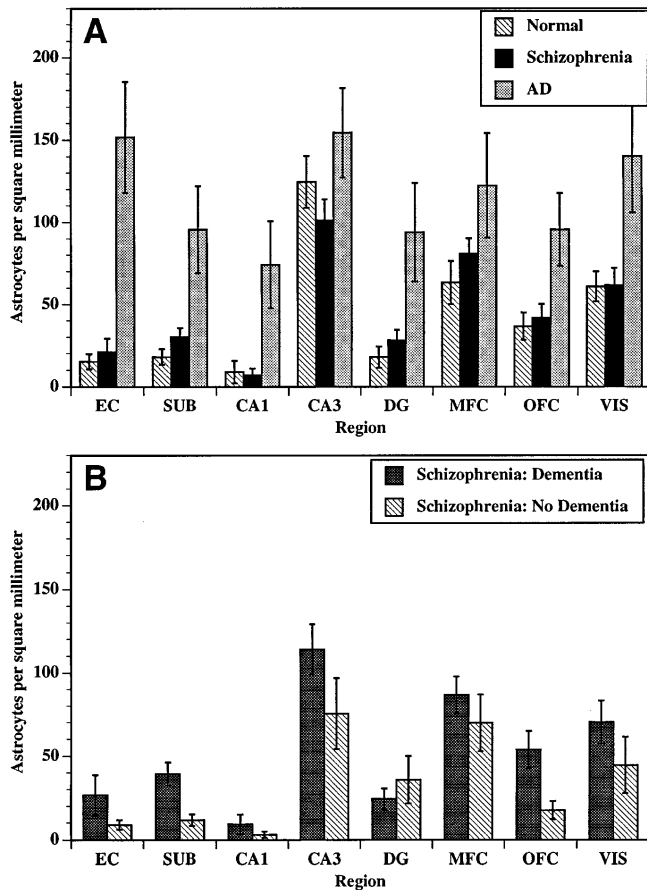 A
Normal
Schizophrenia
AD
Astrocytes per square millimeter
200
150
100
50
0
EC SUB CA1 CA3 DG MFC OFC VIS
Region
B
Schizophrenia: Dementia
Schizophrenia: No Dementia
Astrocytes per square millimeter
200
150
100
50
0
EC SUB CA1 CA3 DG MFC OFC VIS
Region